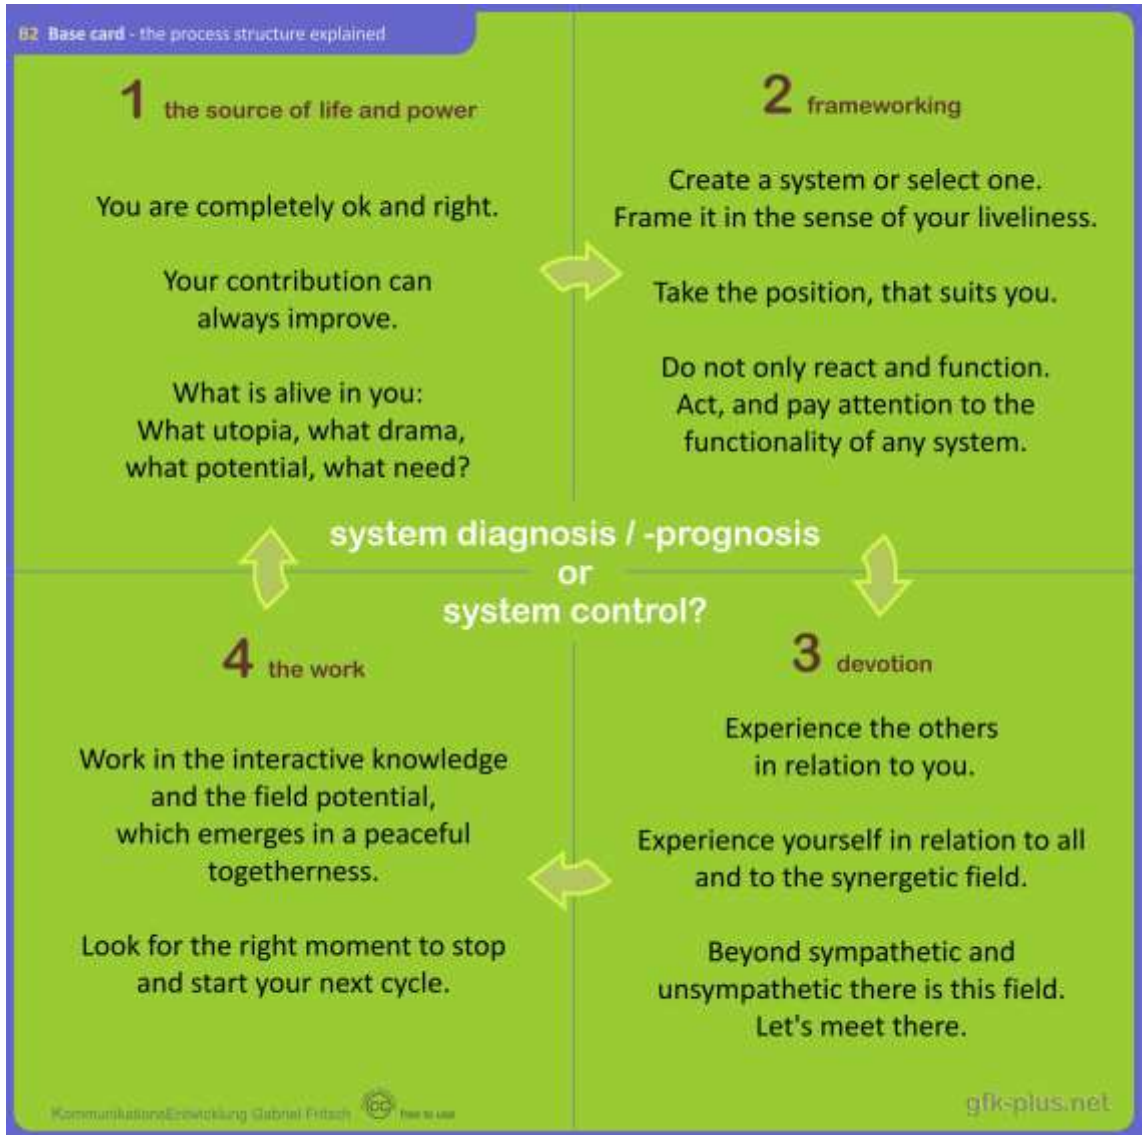 B2 Base card - the process structure explained
1 the source of life and power
You are completely ok and right.
Your contribution can
always improve.
What is alive in you:
What utopia, what drama,
what potential, what need?
2 frameworking
Create a system or select one.
Frame it in the sense of your liveliness.
Take the position, that suits you.
Do not only react and function.
Act, and pay attention to the
functionality of any system.
system diagnosis / -prognosis
or
system control?
3 devotion
Experience the others
in relation to you.
Experience yourself in relation to all
and to the synergetic field.
Beyond sympathetic and
unsympathetic there is this field.
Let's meet there.
4 the work
Work in the interactive knowledge
and the field potential,
which emerges in a peaceful
togetherness.
Look for the right moment to stop
and start your next cycle.
KommunikationsEntwicklung Gabriel Fritsch cc free to use
gfk-plus.net